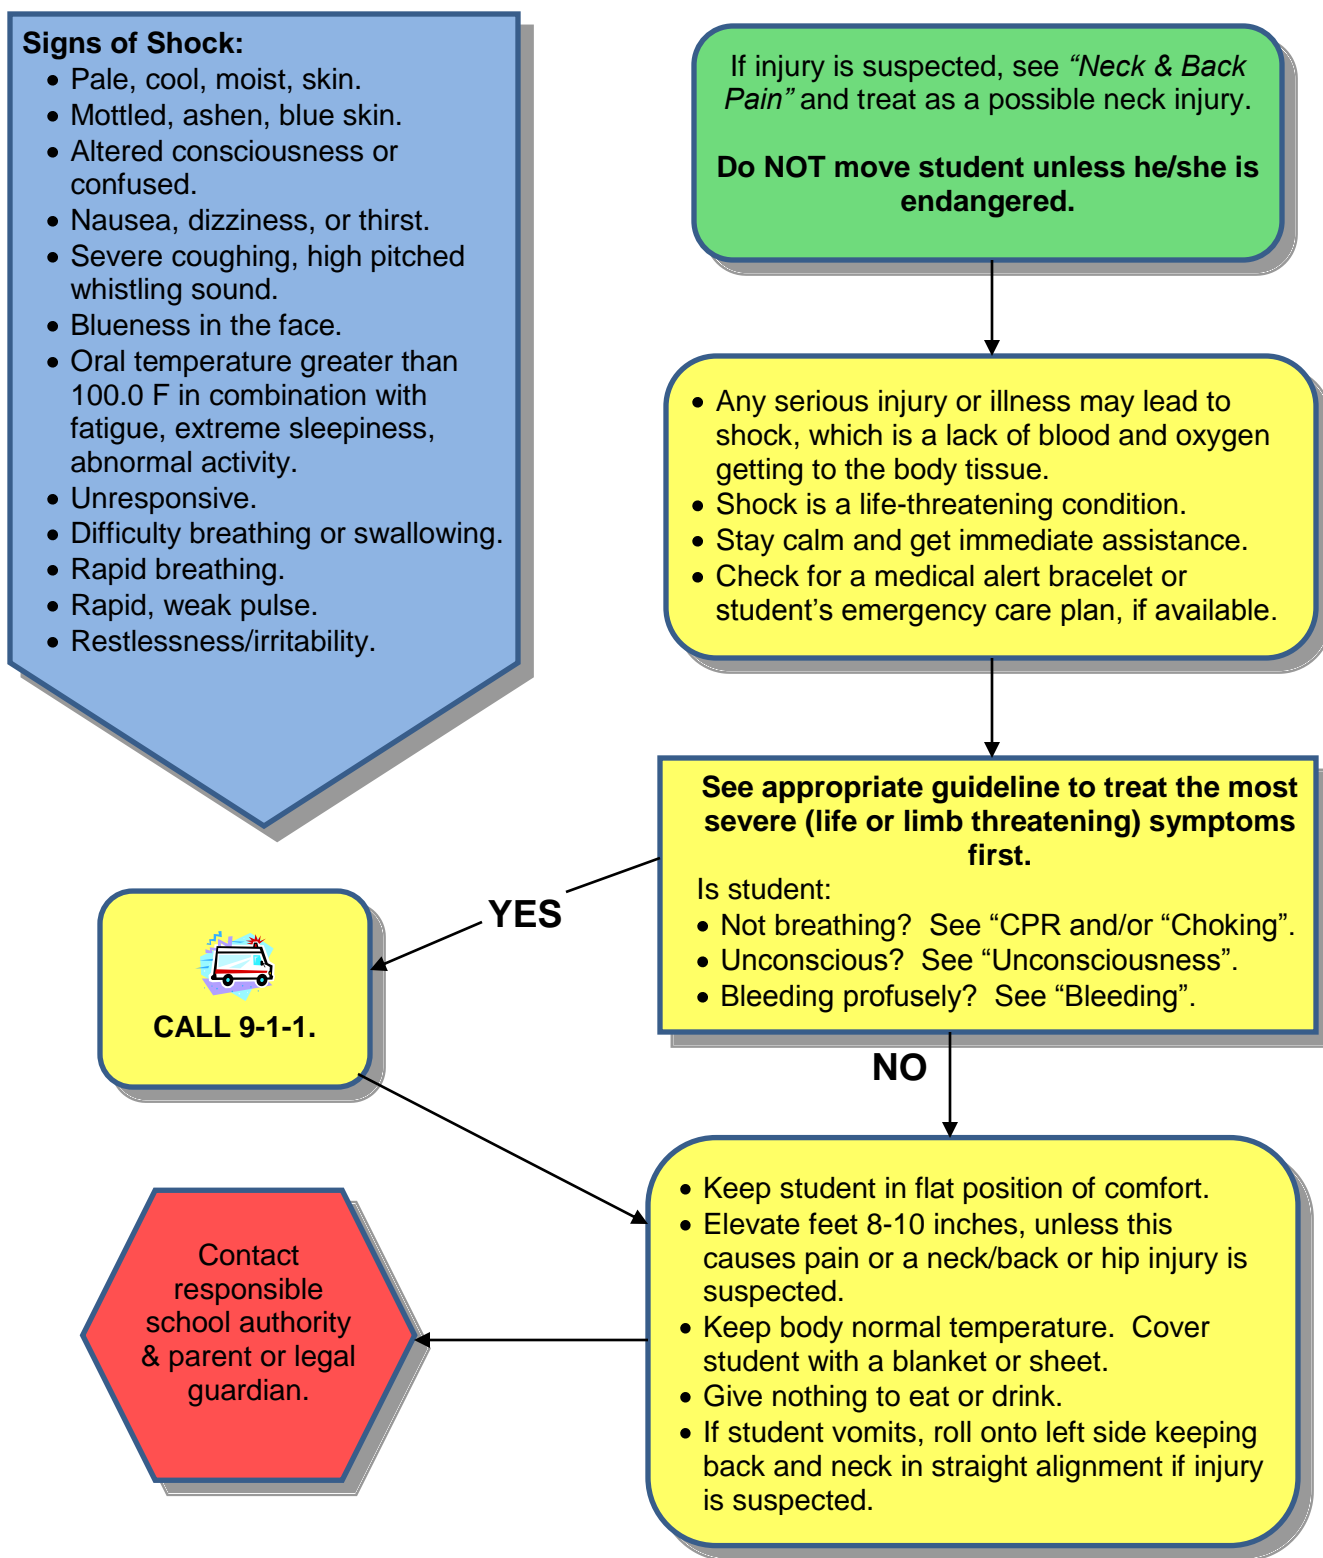 Signs of Shock:
• Pale, cool, moist, skin.
• Mottled, ashen, blue skin.
• Altered consciousness or
confused.
• Nausea, dizziness, or thirst.
• Severe coughing, high pitched
whistling sound.
• Blueness in the face.
• Oral temperature greater than
100.0 F in combination with
fatigue, extreme sleepiness,
abnormal activity.
• Unresponsive.
• Difficulty breathing or swallowing.
• Rapid breathing.
• Rapid, weak pulse.
• Restlessness/irritability.
If injury is suspected, see “Neck & Back
Pain” and treat as a possible neck injury.
Do NOT move student unless he/she is
endangered.
• Any serious injury or illness may lead to
shock, which is a lack of blood and oxygen
getting to the body tissue.
• Shock is a life-threatening condition.
• Stay calm and get immediate assistance.
• Check for a medical alert bracelet or
student’s emergency care plan, if available.
See appropriate guideline to treat the most
severe (life or limb threatening) symptoms
first.
Is student:
• Not breathing? See “CPR and/or “Choking”.
• Unconscious? See “Unconsciousness”.
• Bleeding profusely? See “Bleeding”.
YES
CALL 9-1-1.
NO
• Keep student in flat position of comfort.
• Elevate feet 8-10 inches, unless this
causes pain or a neck/back or hip injury is
suspected.
• Keep body normal temperature. Cover
student with a blanket or sheet.
• Give nothing to eat or drink.
• If student vomits, roll onto left side keeping
back and neck in straight alignment if injury
is suspected.
Contact
responsible
school authority
& parent or legal
guardian.